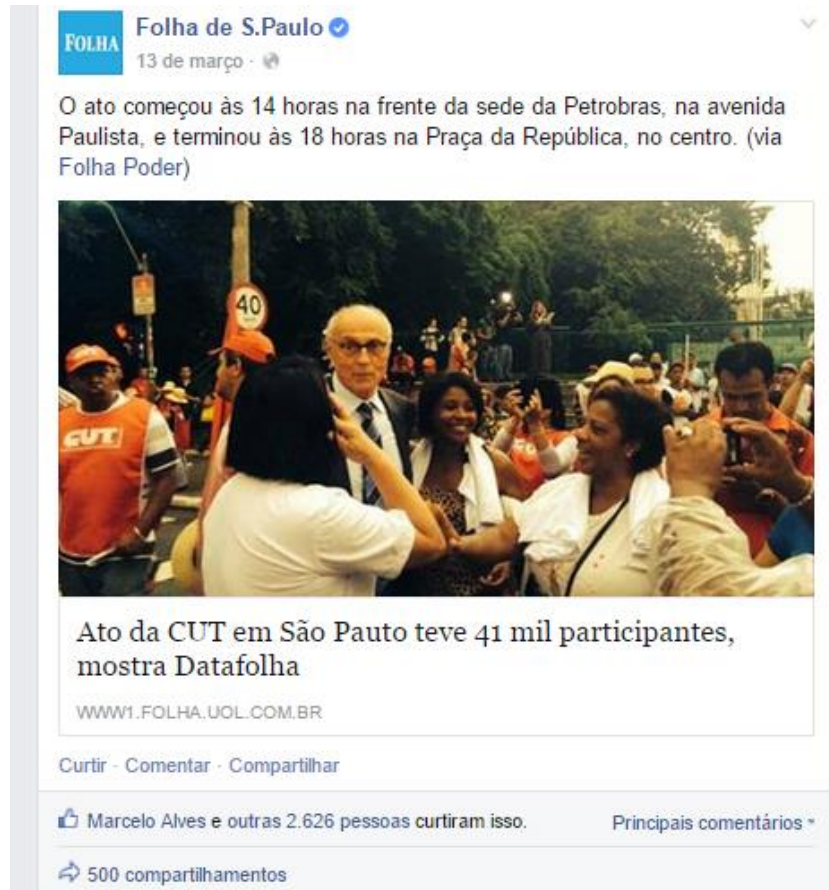 FOLHA
Folha de S.Paulo
13 de março ·
O ato começou às 14 horas na frente da sede da Petrobras, na avenida
Paulista, e terminou às 18 horas na Praça da República, no centro. (via
Folha Poder)
40
CUT
Ato da CUT em São Pauto teve 41 mil participantes,
mostra Datafolha
WWW1.FOLHA.UOL.COM.BR
Curtir · Comentar · Compartilhar
Marcelo Alves e outras 2.626 pessoas curtiram isso. Principais comentários
500 compartilhamentos